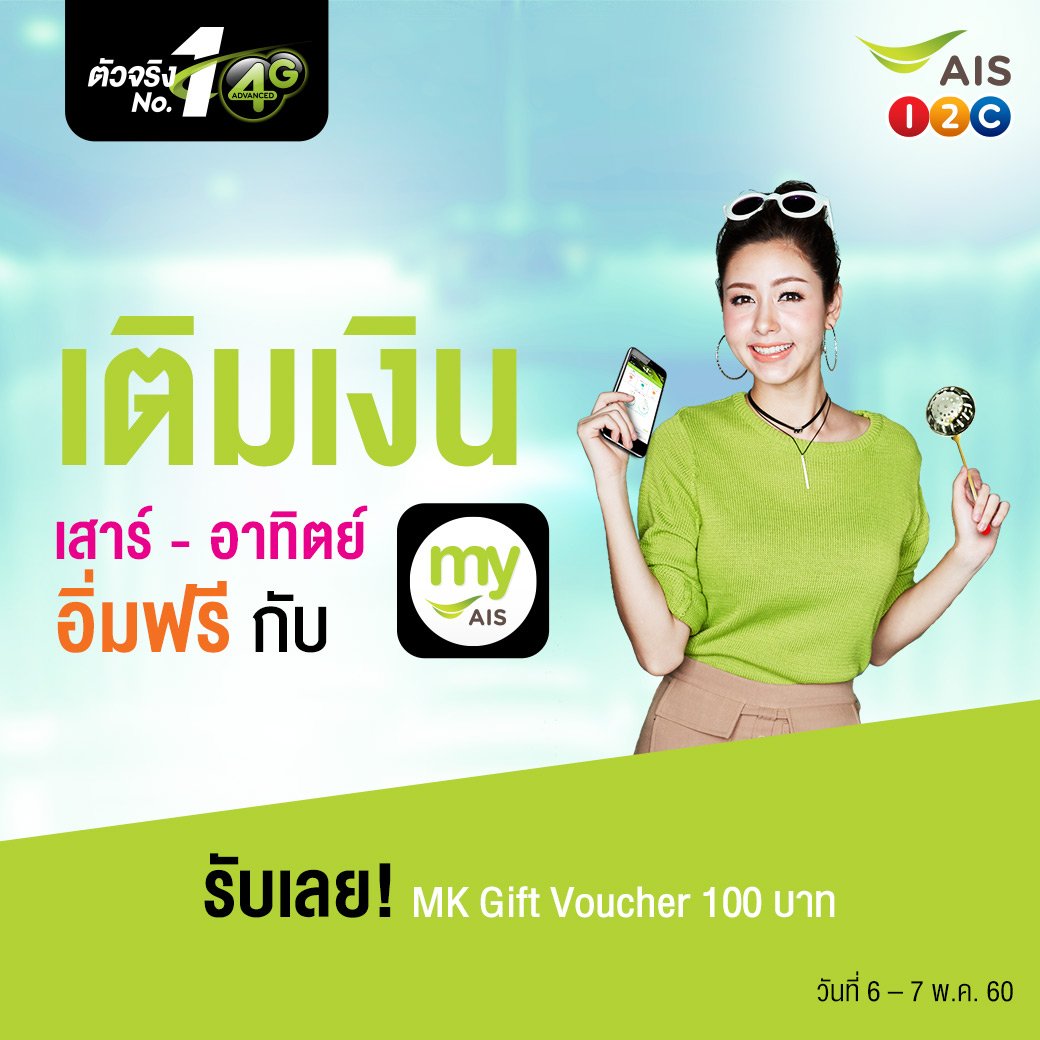 ตัวจริง
No.1 4G
ADVANCED
AIS
1 2 C
เติมเงิน
เสาร์ - อาทิตย์
อิ่มฟรี กับ
my
AIS
รับเลย! MK Gift Voucher 100 บาท
วันที่ 6 – 7 พ.ค. 60